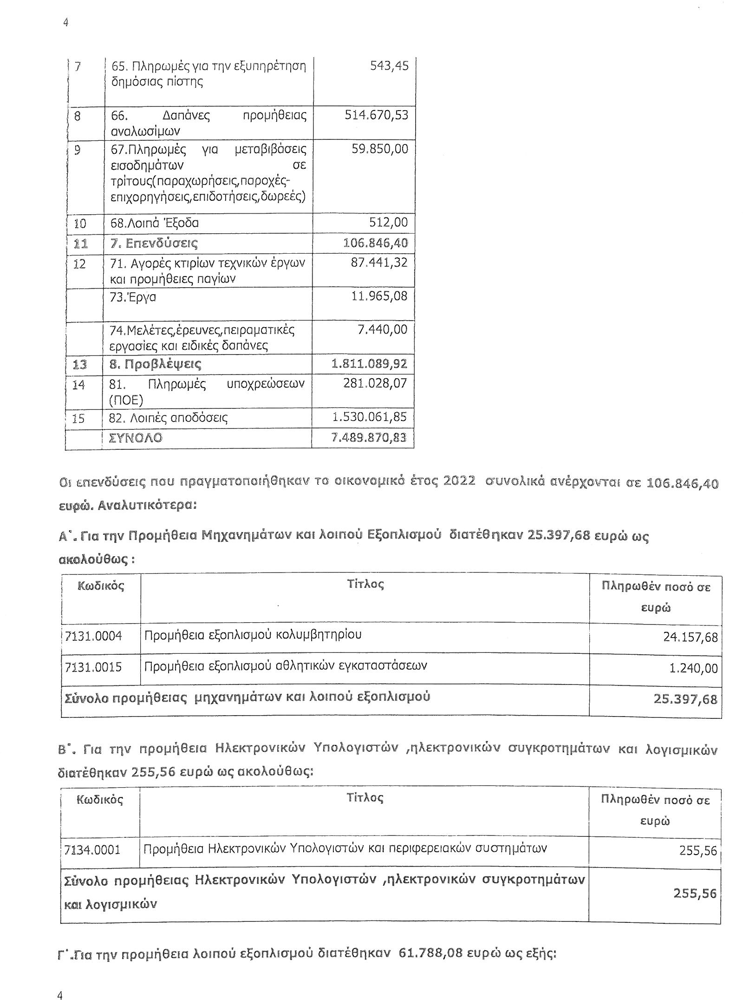 4
7 65. Πληρωμές για την εξυπηρέτηση 543,45
δημόσιας πίστης
8 66. Δαπάνες προμήθειας 514.670,53
αναλωσίμων
9 67.Πληρωμές για μεταβιβάσεις 59.850,00
εισοδημάτων σε
τρίτους(παραχωρήσεις,παροχές-
επιχορηγήσεις,επιδοτήσεις,δωρεές)
10 68.Λοιπά Έξοδα 512,00
11 7. Επενδύσεις 106.846,40
12 71. Αγορές κτιρίων τεχνικών έργων 87.441,32
και προμήθειες παγίων
73.Έργα 11.965,08
74.Μελέτες,έρευνες,πειραματικές 7.440,00
εργασίες και ειδικές δαπάνες
13 8. Προβλέψεις 1.811.089,92
14 81. Πληρωμές υποχρεώσεων 281.028,07
(ΠΟΕ)
15 82. Λοιπές αποδόσεις 1.530.061,85
ΣΥΝΟΛΟ 7.489.870,83
Οι επενδύσεις που πραγματοποιήθηκαν το οικονομικό έτος 2022 συνολικά ανέρχονται σε 106.846,40
ευρώ. Αναλυτικότερα:
Α΄. Για την Προμήθεια Μηχανημάτων και λοιπού Εξοπλισμού διατέθηκαν 25.397,68 ευρώ ως
ακολούθως :
Κωδικός Τίτλος Πληρωθέν ποσό σε
ευρώ
7131.0004 Προμήθεια εξοπλισμού κολυμβητηρίου 24.157,68
7131.0015 Προμήθεια εξοπλισμού αθλητικών εγκαταστάσεων 1.240,00
Σύνολο προμήθειας μηχανημάτων και λοιπού εξοπλισμού 25.397,68
Β΄. Για την προμήθεια Ηλεκτρονικών Υπολογιστών ,ηλεκτρονικών συγκροτημάτων και λογισμικών
διατέθηκαν 255,56 ευρώ ως ακολούθως:
Κωδικός Τίτλος Πληρωθέν ποσό σε
ευρώ
7134.0001 Προμήθεια Ηλεκτρονικών Υπολογιστών και περιφερειακών συστημάτων 255,56
Σύνολο προμήθειας Ηλεκτρονικών Υπολογιστών ,ηλεκτρονικών συγκροτημάτων
και λογισμικών 255,56
Γ΄.Για την προμήθεια λοιπού εξοπλισμού διατέθηκαν 61.788,08 ευρώ ως εξής:
4